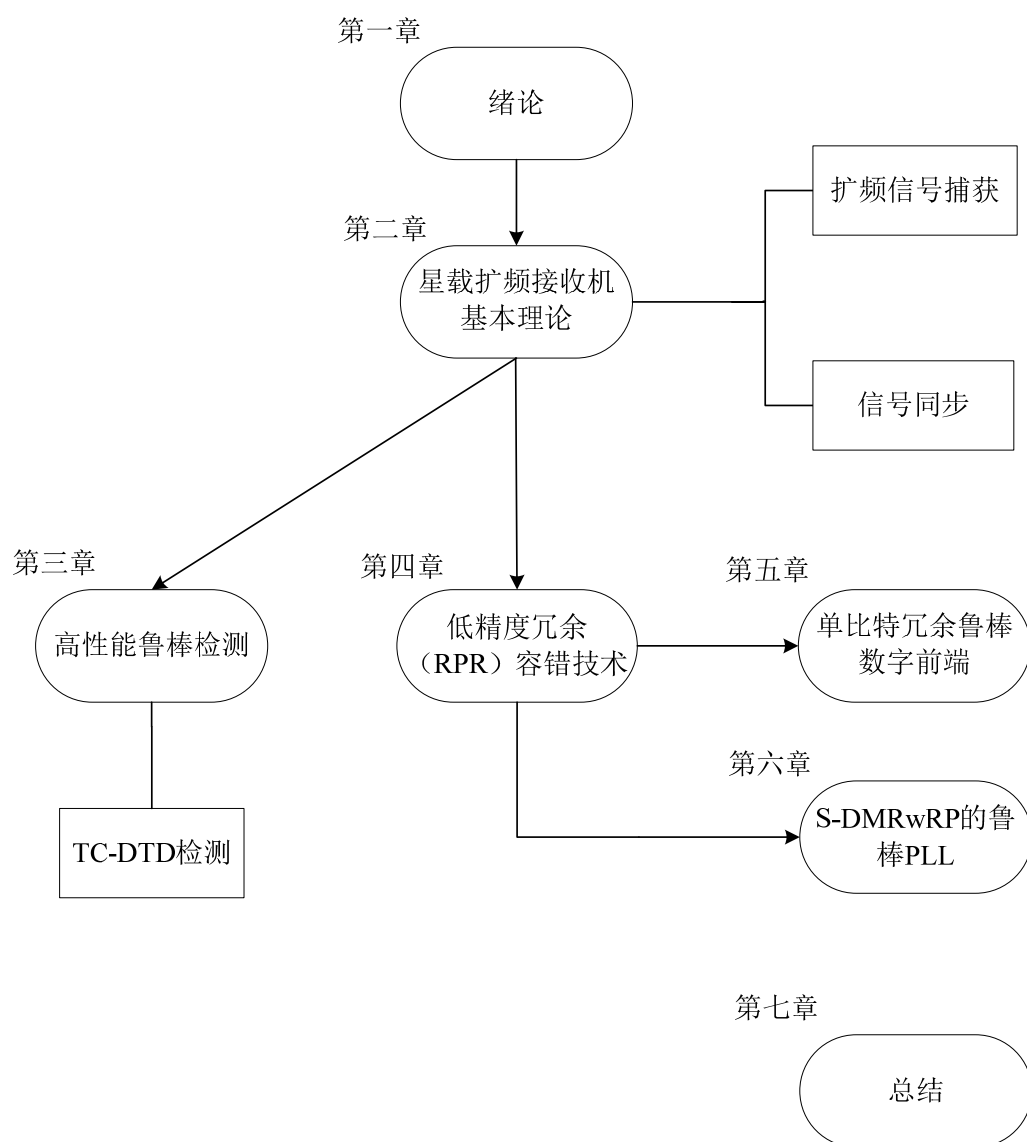 第一章
绪论
扩频信号捕获
第二章
星载扩频接收机
基本理论
信号同步
第三章
高性能鲁棒检测
TC-DTD检测
第四章
低精度冗余
（RPR）容错技术
第五章
单比特冗余鲁棒
数字前端
第六章
S-DMRwRP的鲁
棒PLL
第七章
总结